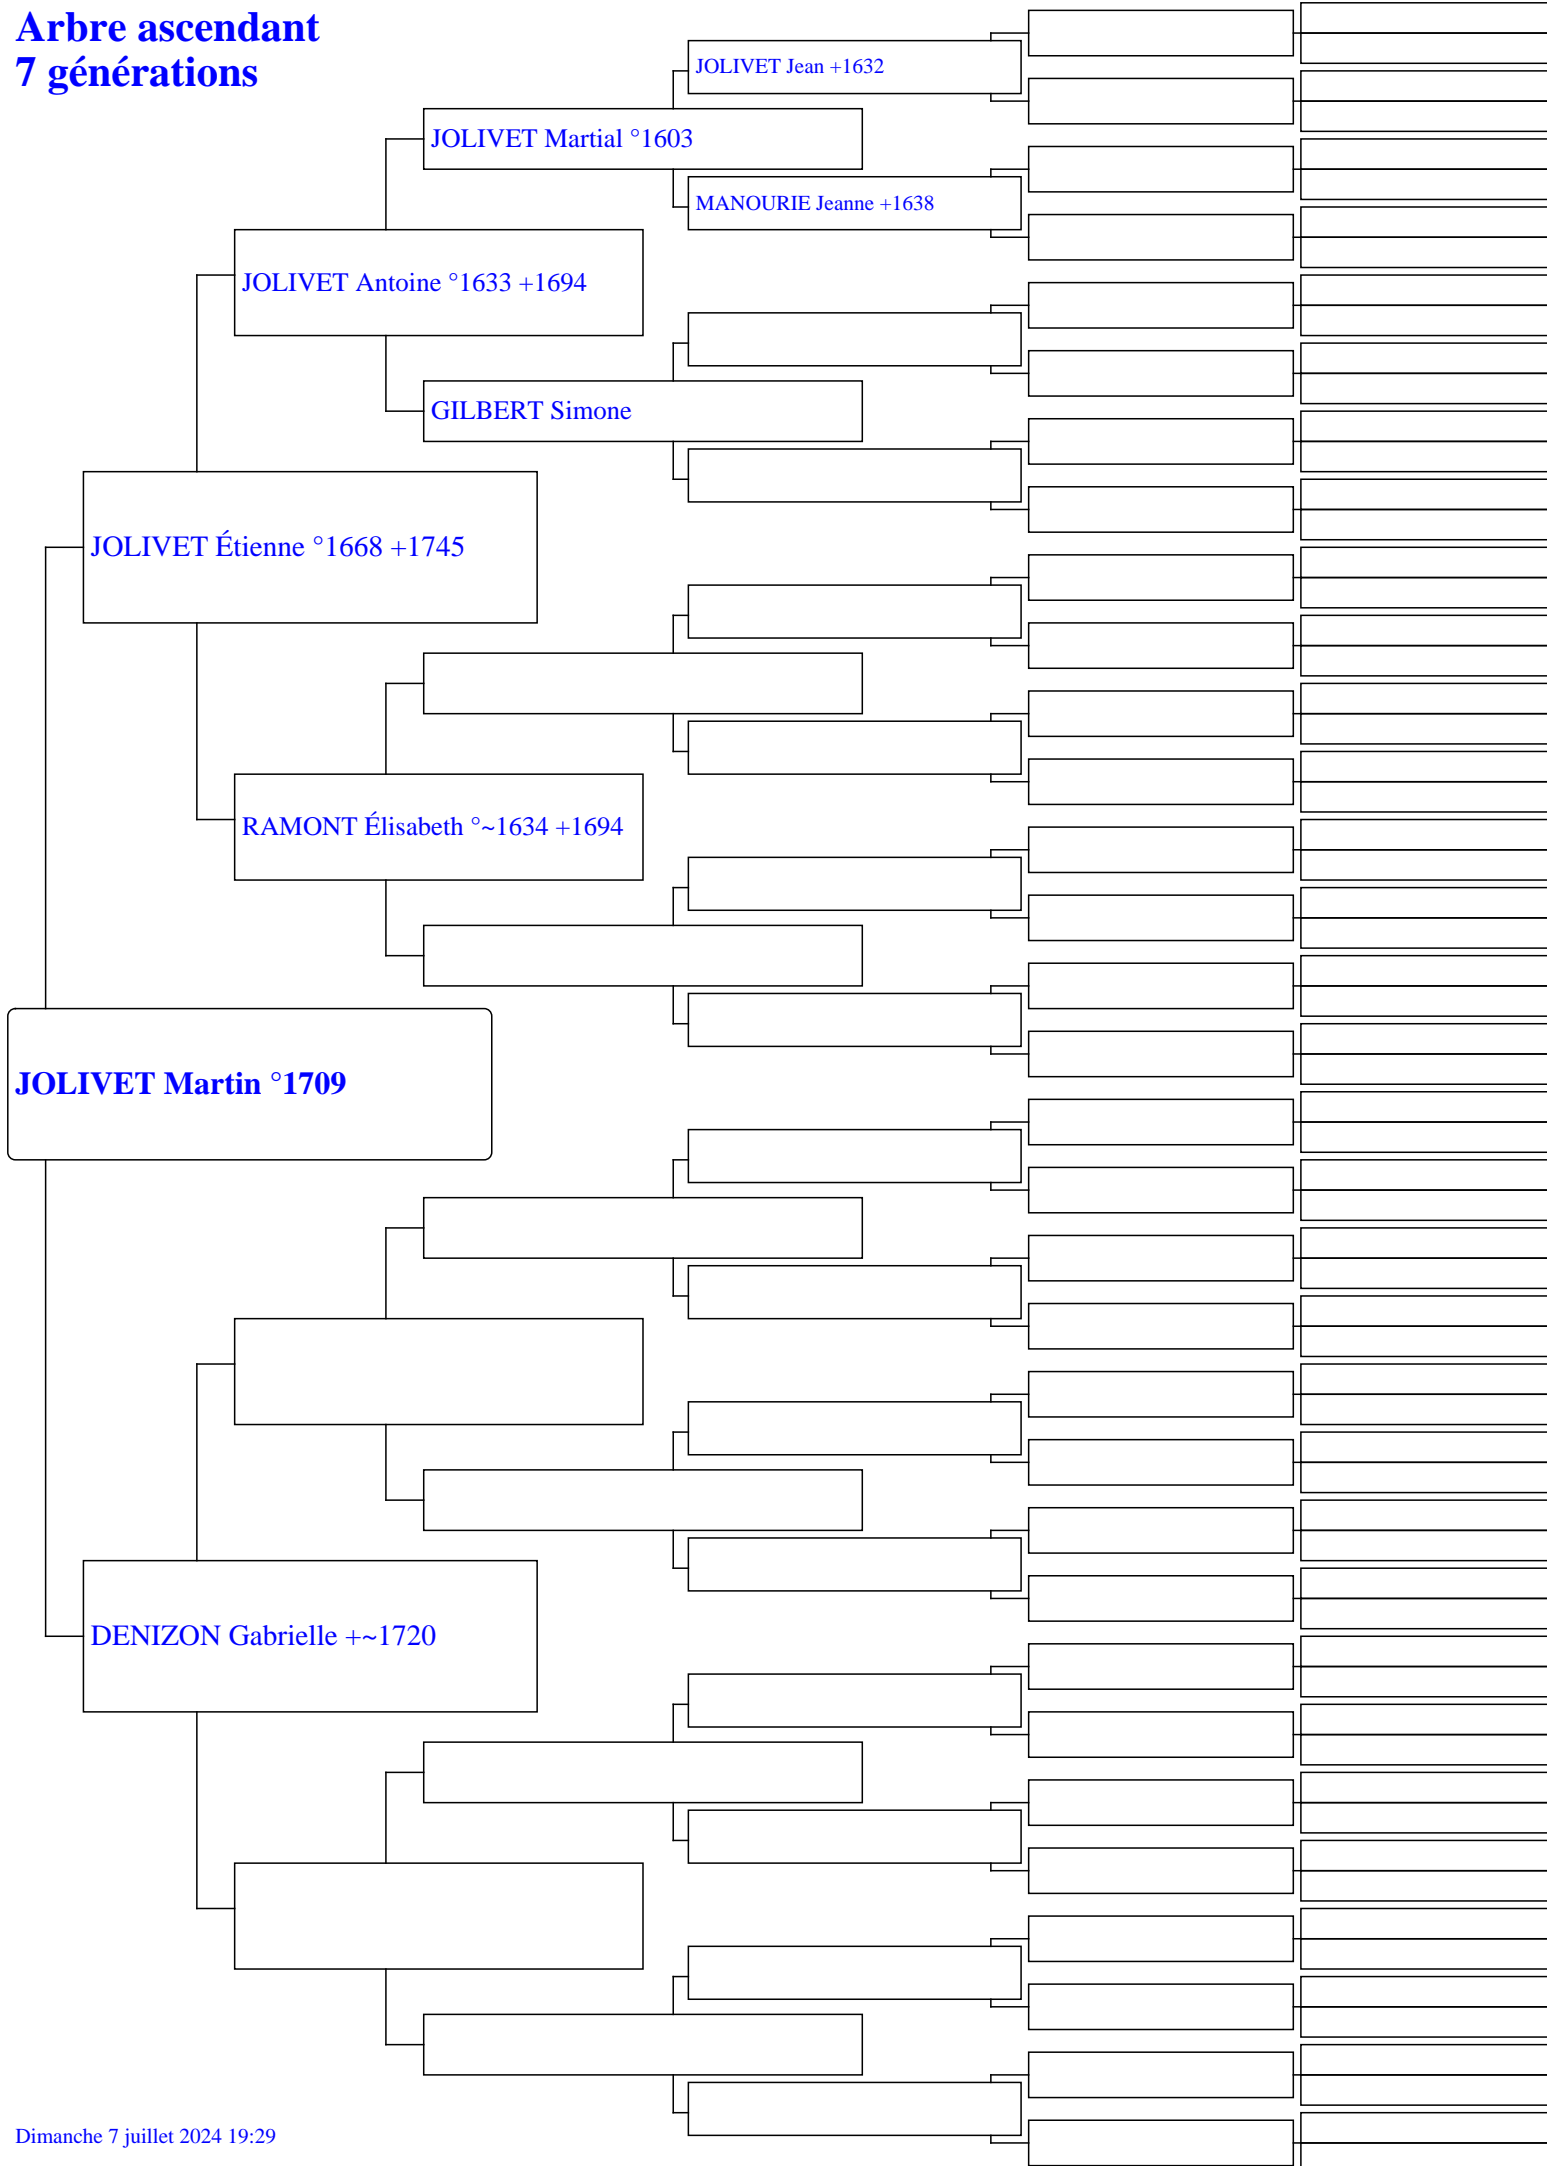 Arbre ascendant
7 générations
JOLIVET Jean +1632
JOLIVET Martial °1603
MANOURIE Jeanne +1638
JOLIVET Antoine °1633 +1694
GILBERT Simone
JOLIVET Étienne °1668 +1745
RAMONT Élisabeth °~1634 +1694
JOLIVET Martin °1709
DENIZON Gabrielle +~1720
Dimanche 7 juillet 2024 19:29